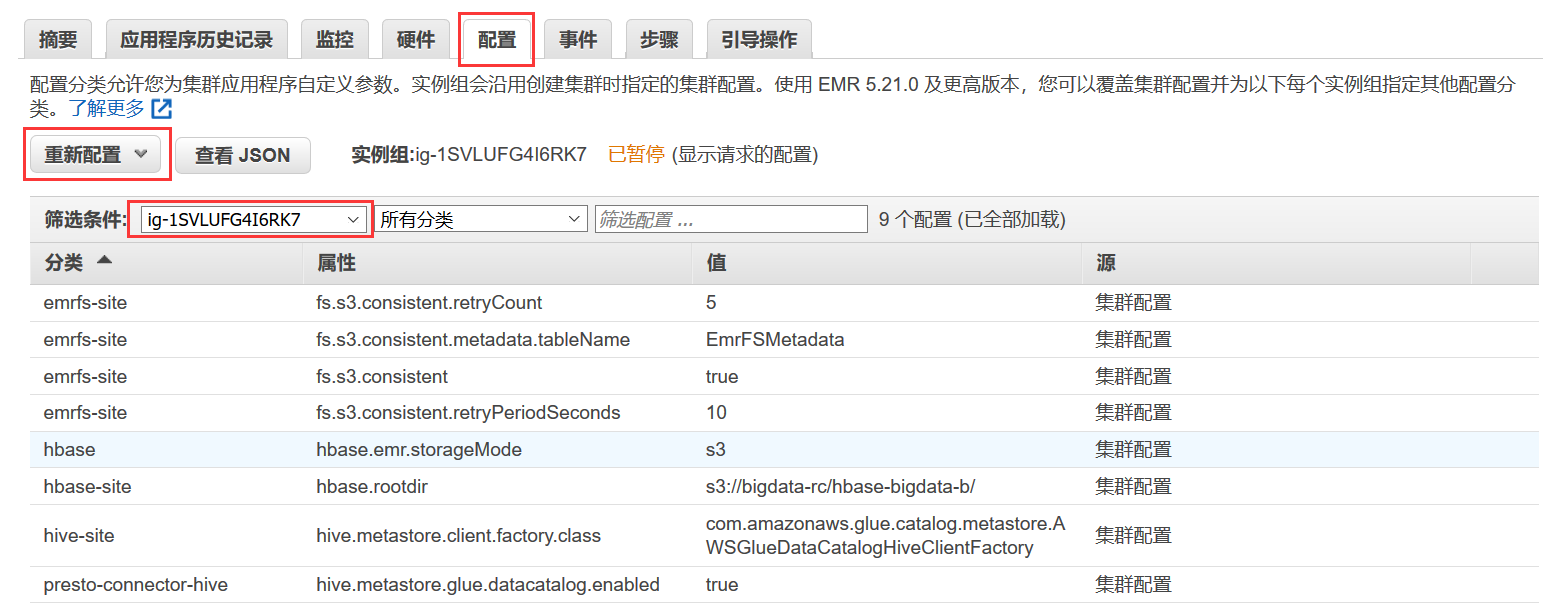 摘要 应用程序历史记录 监控 硬件 配置 事件 步骤 引导操作
配置分类允许您为集群应用程序自定义参数。实例组会沿用创建集群时指定的集群配置。使用 EMR 5.21.0 及更高版本，您可以覆盖集群配置并为以下每个实例组指定其他配置分
类。了解更多
重新配置 查看 JSON 实例组:ig-1SVLUFG4I6RK7 已暂停 (显示请求的配置)
筛选条件: ig-1SVLUFG4I6RK7 所有分类 筛选配置 ... 9 个配置 (已全部加载)
分类 属性 值 源
emrfs-site fs.s3.consistent.retryCount 5 集群配置
emrfs-site fs.s3.consistent.metadata.tableName EmrFSMetadata 集群配置
emrfs-site fs.s3.consistent true 集群配置
emrfs-site fs.s3.consistent.retryPeriodSeconds 10 集群配置
hbase hbase.emr.storageMode s3 集群配置
hbase-site hbase.rootdir s3://bigdata-rc/hbase-bigdata-b/ 集群配置
hive-site hive.metastore.client.factory.class com.amazonaws.glue.catalog.metastore.A 集群配置
WSGlueDataCatalogHiveClientFactory
presto-connector-hive hive.metastore.glue.datacatalog.enabled true 集群配置